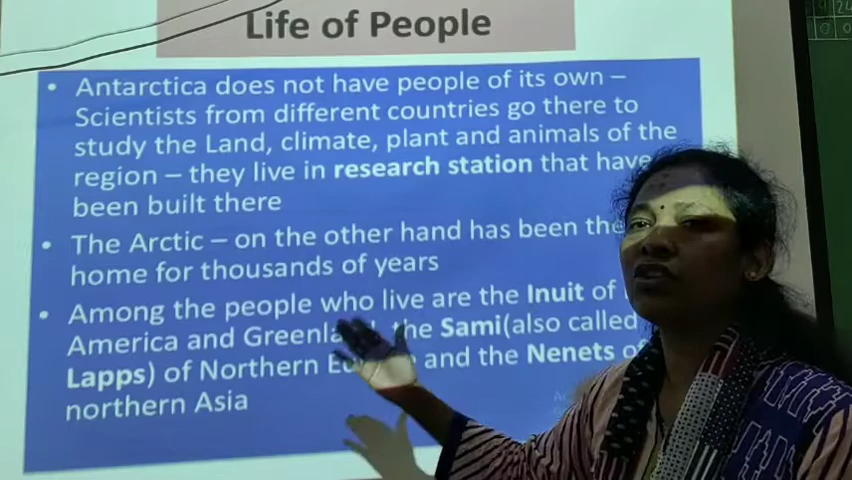 Life of People
• Antarctica does not have people of its own –
Scientists from different countries go there to
study the Land, climate, plant and animals of the
region – they live in research station that have
been built there
• The Arctic – on the other hand has been the
home for thousands of years
• Among the people who live are the Inuit of
America and the Sami(also called
Lapps) of Northern and the Nenets of
northern Asia